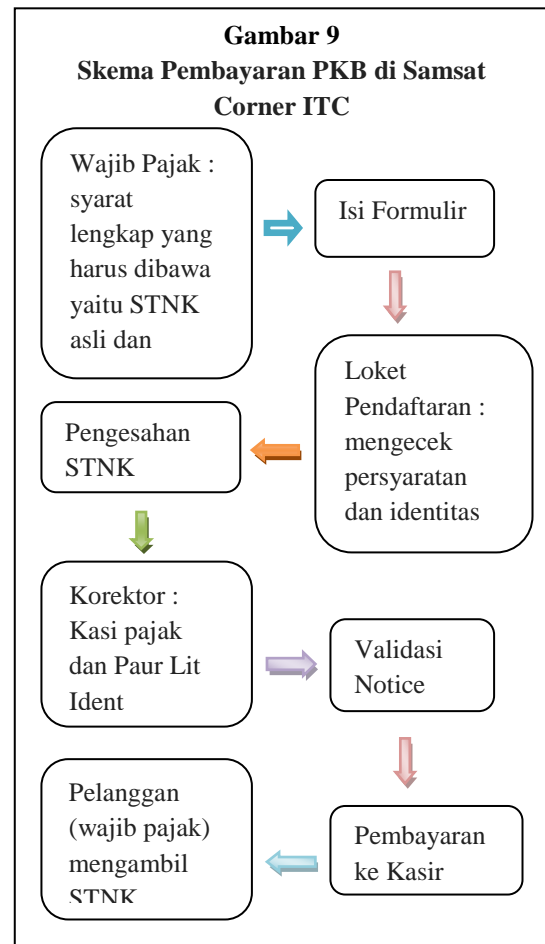 Gambar 9
Skema Pembayaran PKB di Samsat
Corner ITC
Wajib Pajak :
syarat
lengkap yang
harus dibawa
yaitu STNK
asli dan
Isi Formulir
Loket
Pendaftaran :
mengecek
persyaratan
dan identitas
Pengesahan
STNK
Korektor :
Kasi pajak
dan Paur Lit
Ident
Validasi
Notice
Pembayaran
ke Kasir
Pelanggan
(wajib pajak)
mengambil
STNK